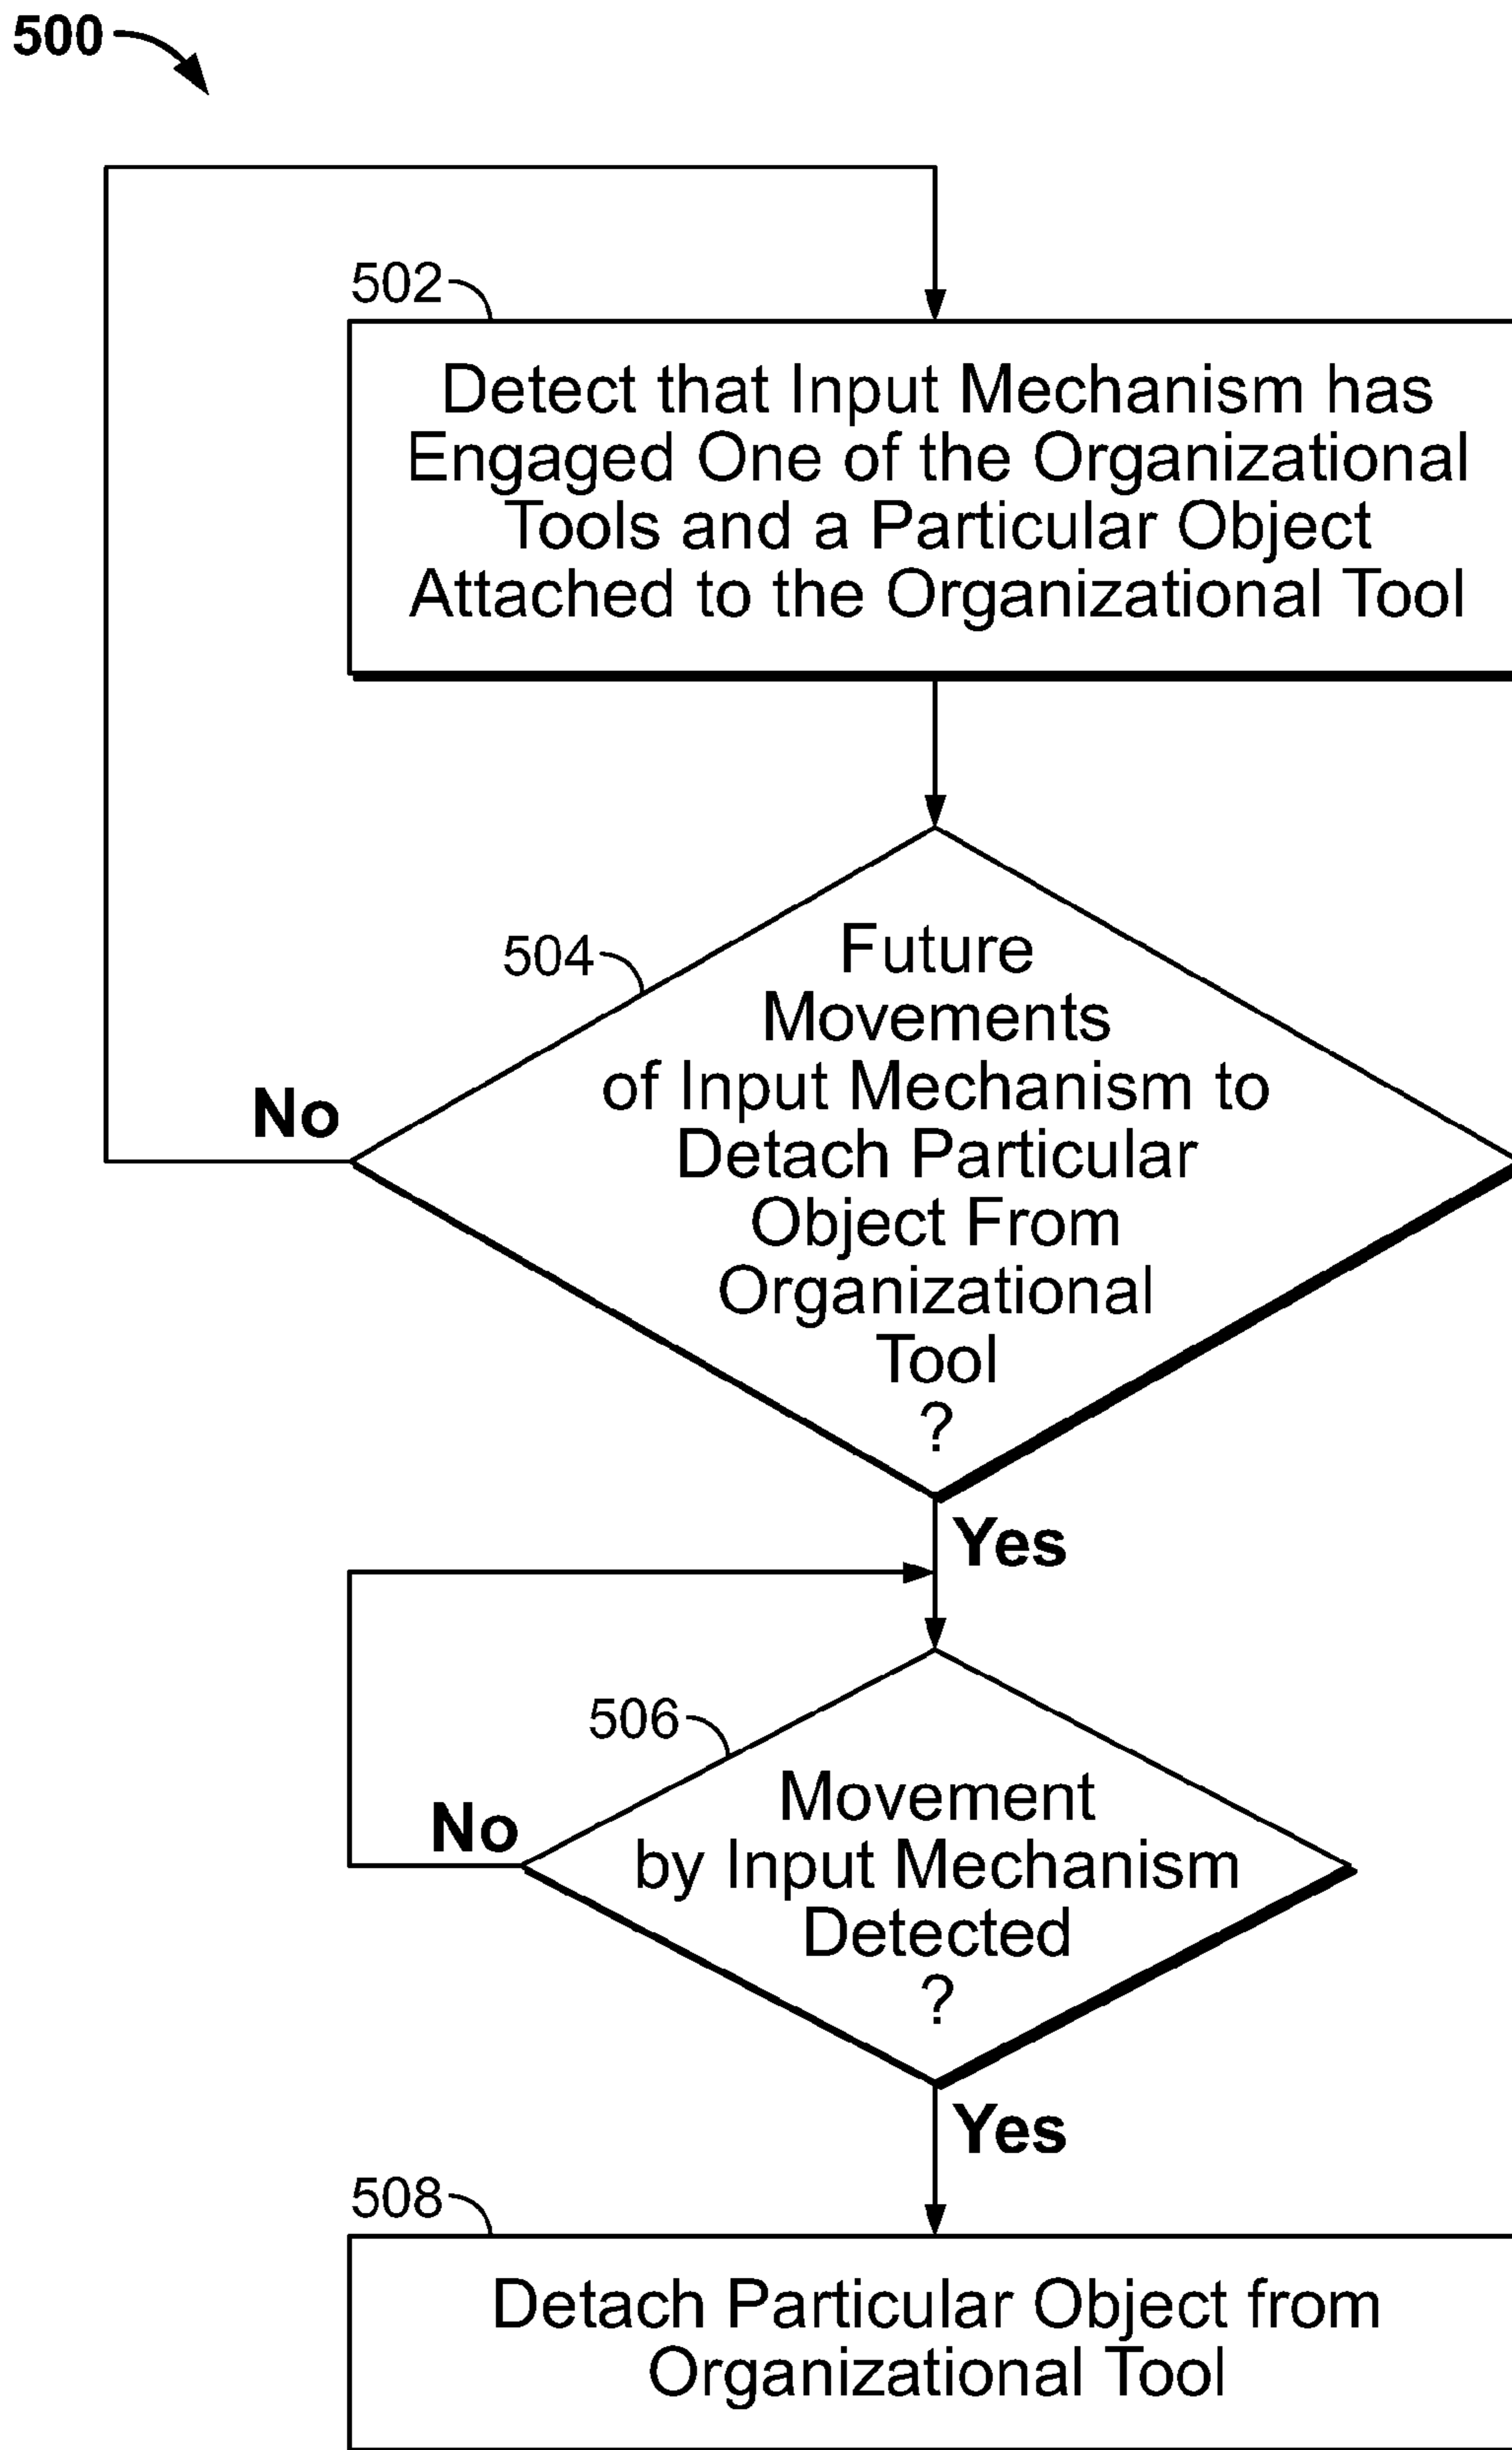 500
502
Detect that Input Mechanism has
Engaged One of the Organizational
Tools and a Particular Object
Attached to the Organizational Tool
504
Future
Movements
of Input Mechanism to
Detach Particular
Object From
Organizational
Tool
?
No
Yes
506
Movement
by Input Mechanism
Detected
?
No
Yes
508
Detach Particular Object from
Organizational Tool